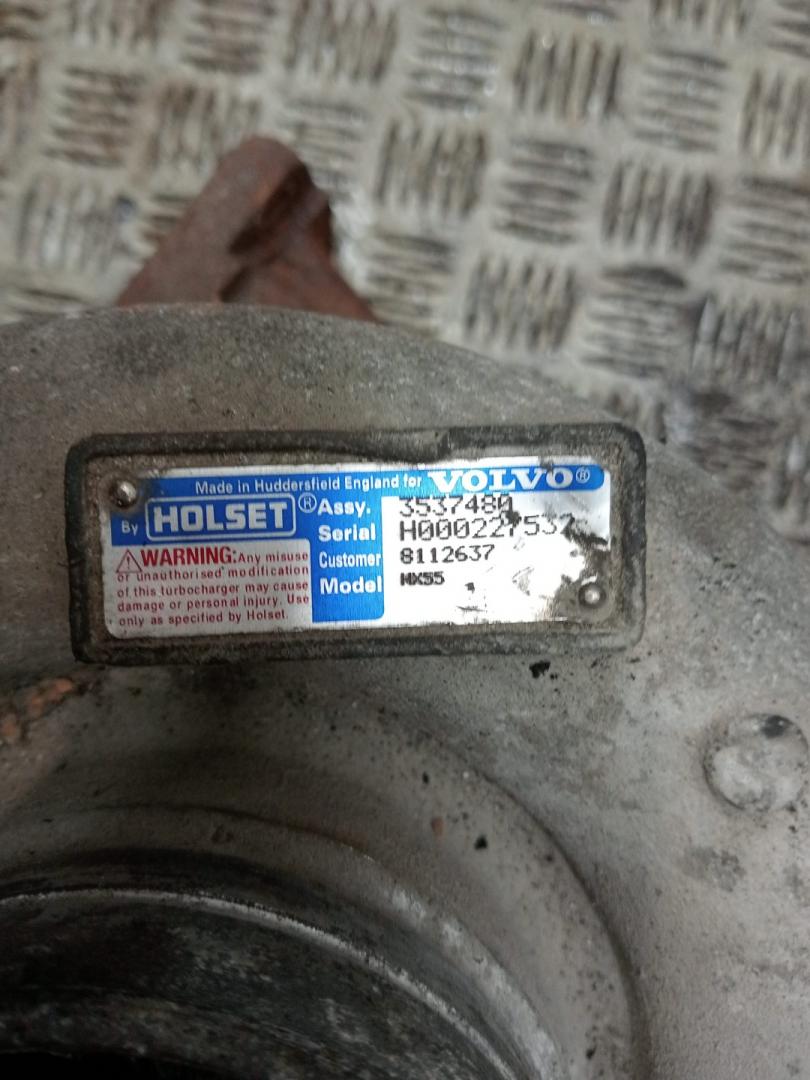 Made in Huddersfield England for VOLVO®
By HOLSET® Assy. 3537480
Serial H000227532
Customer 8112637
Model HX55
⚠WARNING: Any misuse
or unauthorised modification
of this turbocharger may cause
damage or personal injury. Use
only as specified by Holset.